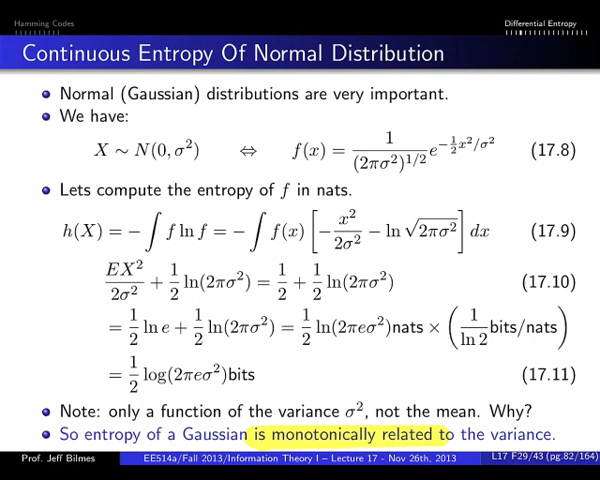 Hamming Codes Differential Entropy
Continuous Entropy Of Normal Distribution
Normal (Gaussian) distributions are very important.
We have:
X ∼ N(0, σ²) ⇔ f(x) = 1/(2πσ²)^{1/2} e^{−½x²/σ²} (17.8)
Lets compute the entropy of f in nats.
h(X) = −∫ f ln f = −∫ f(x) [−x²/2σ² − ln √2πσ²] dx (17.9)
EX²/2σ² + 1/2 ln(2πσ²) = 1/2 + 1/2 ln(2πσ²) (17.10)
= 1/2 ln e + 1/2 ln(2πσ²) = 1/2 ln(2πeσ²)nats × (1/ln 2 bits/nats)
= 1/2 log(2πeσ²)bits (17.11)
Note: only a function of the variance σ², not the mean. Why?
So entropy of a Gaussian is monotonically related to the variance.
Prof. Jeff Bilmes EE514a/Fall 2013/Information Theory I – Lecture 17 - Nov 26th, 2013 L17 F29/43 (pg.82/164)